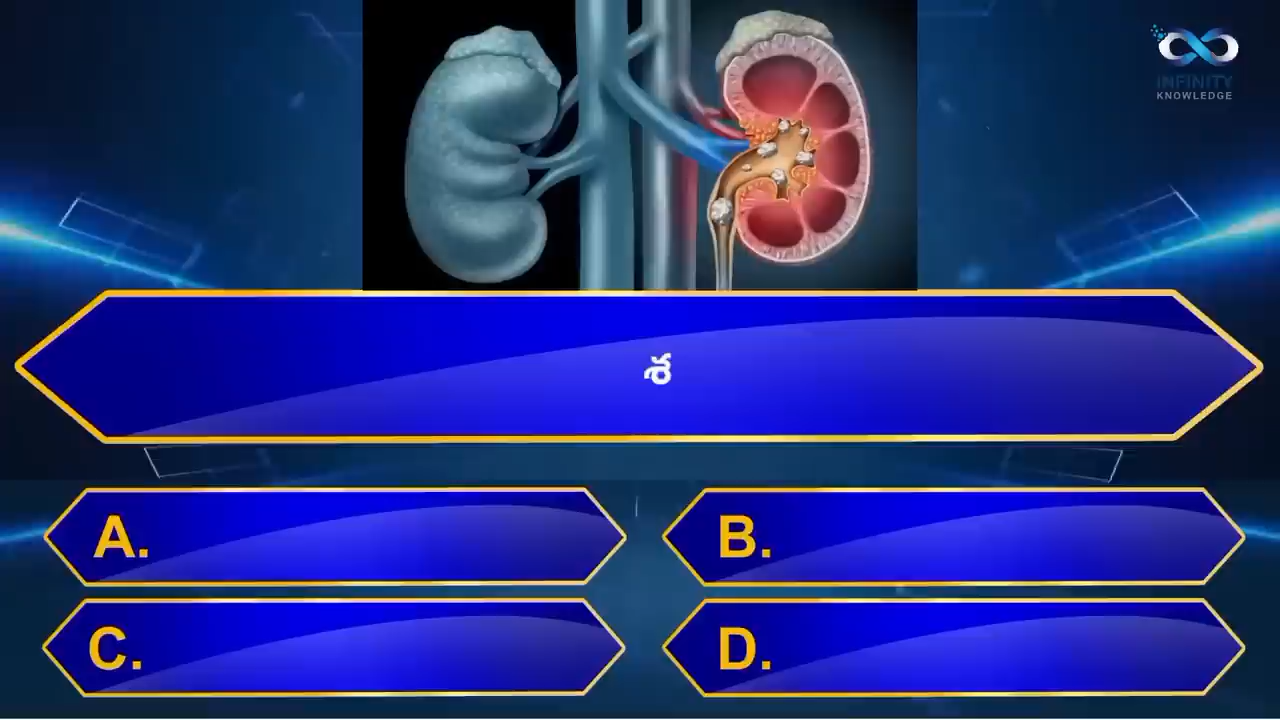 INFINITY
KNOWLEDGE
శ
A.
B.
C.
D.